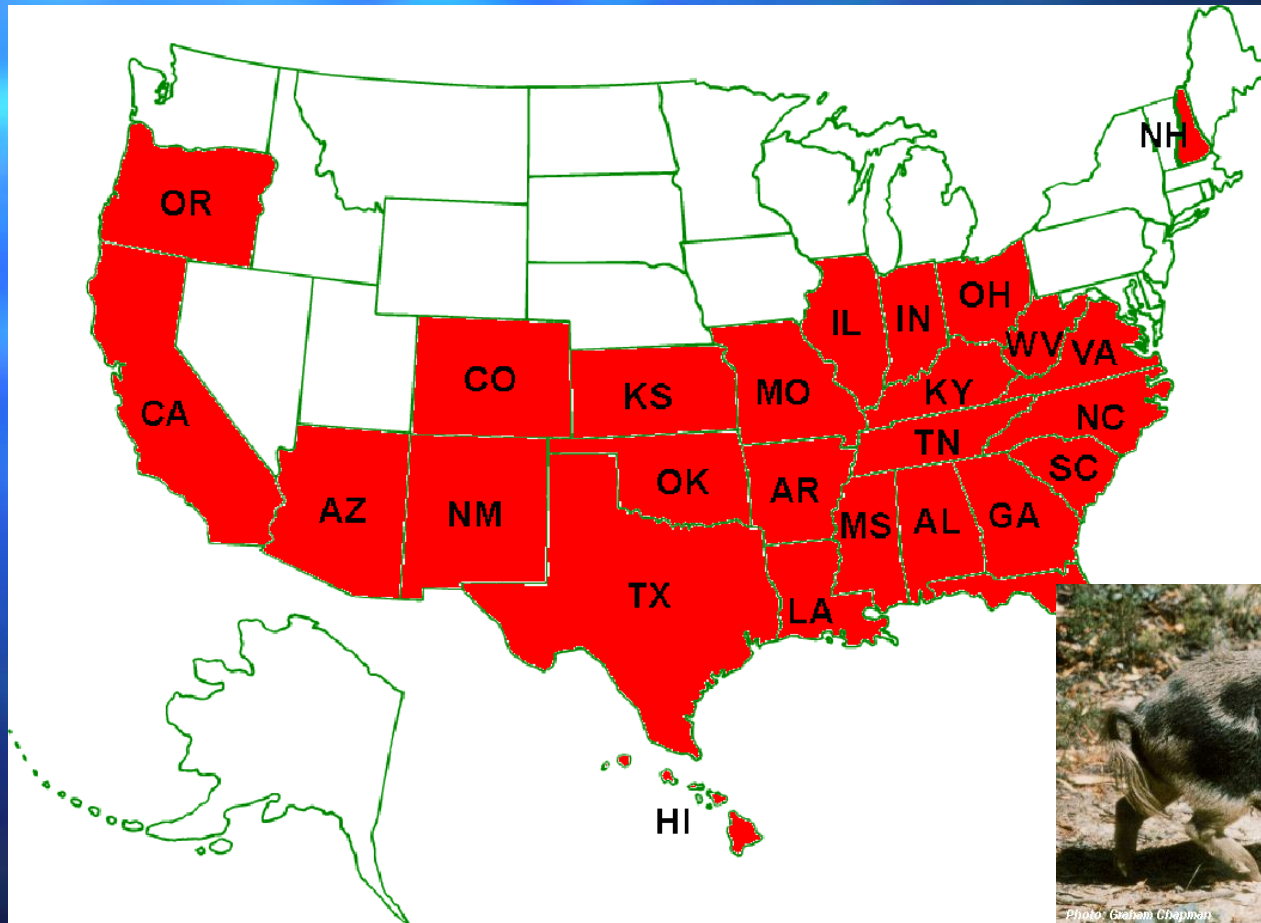 NH
OR
OH
IL
IN
WV
VA
CO
KS
MO
KY
CA
NC
TN
SC
OK
AR
AZ
NM
MS
AL
GA
TX
LA
HI
Photo: Graham Chapman